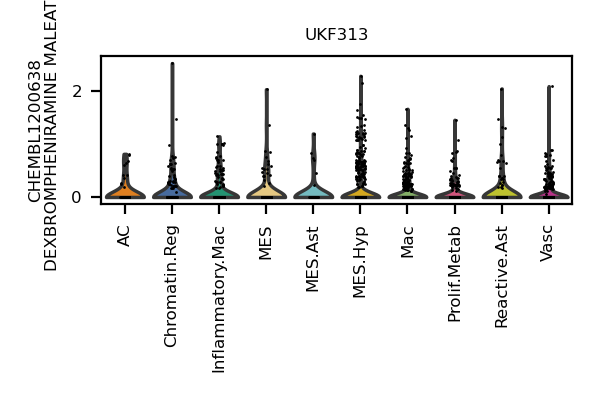 UKF313
CHEMBL1200638
DEXBROMPHENIRAMINE MALEAT
2
0
AC
Chromatin.Reg
Inflammatory.Mac
MES
MES.Ast
MES.Hyp
Mac
Prolif.Metab
Reactive.Ast
Vasc